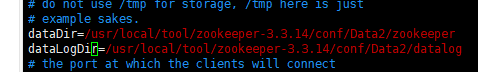 # do not use /tmp for storage, /tmp here is just
# example sakes.
dataDir=/usr/local/tool/zookeeper-3.3.14/conf/Data2/zookeeper
dataLogDir=/usr/local/tool/zookeeper-3.3.14/conf/Data2/datalog
# the port at which the clients will connect